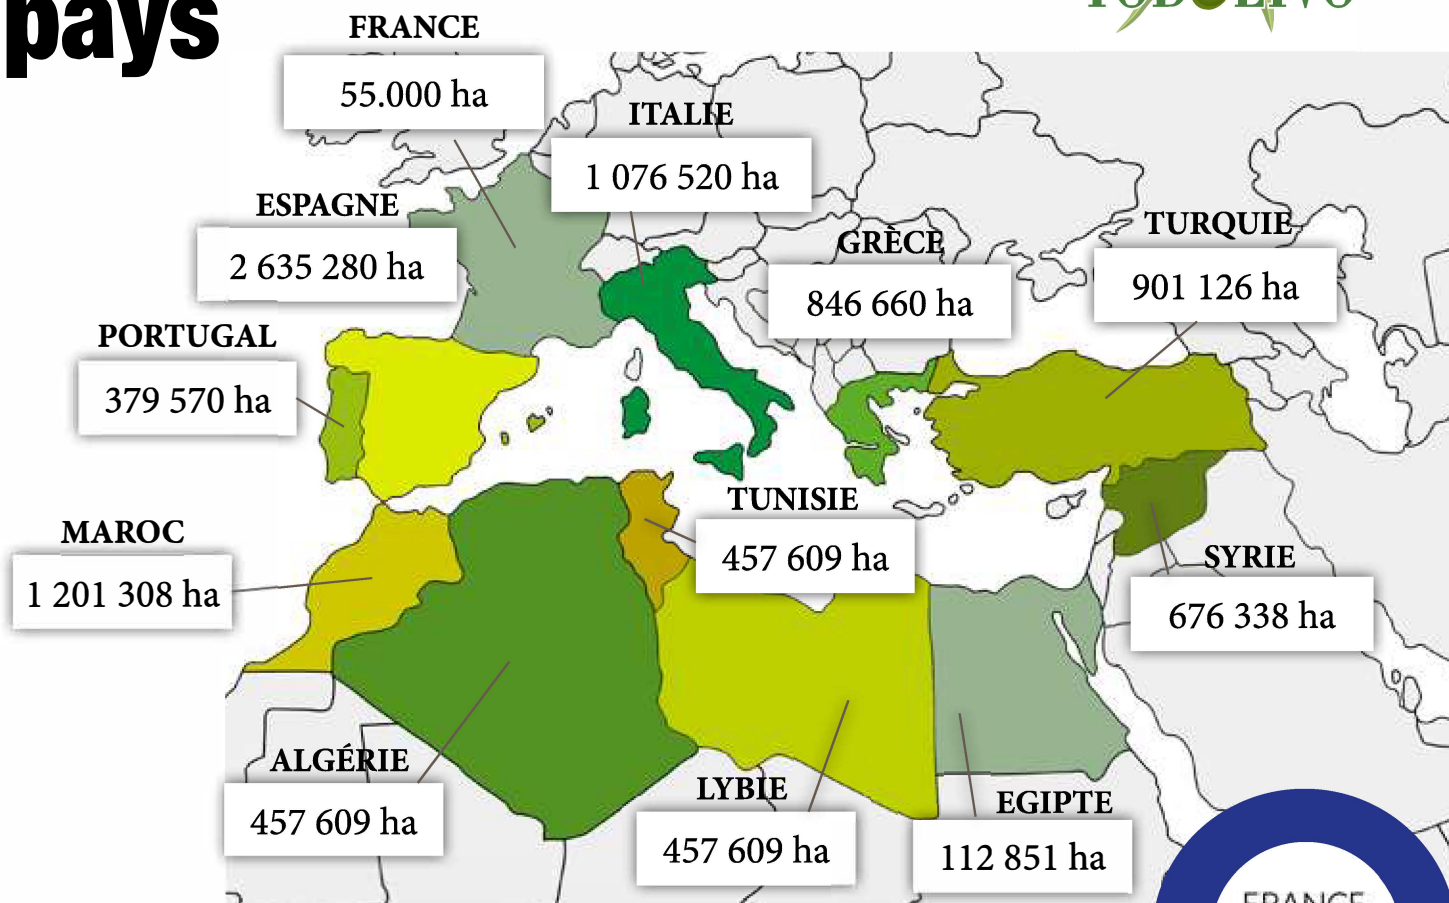 pays
FRANCE
55.000 ha
ITALIE
1 076 520 ha
ESPAGNE
2 635 280 ha
GRÈCE
846 660 ha
TURQUIE
901 126 ha
PORTUGAL
379 570 ha
TUNISIE
457 609 ha
MAROC
1 201 308 ha
SYRIE
676 338 ha
ALGÉRIE
457 609 ha
LYBIE
457 609 ha
EGIPTE
112 851 ha
FRANCE